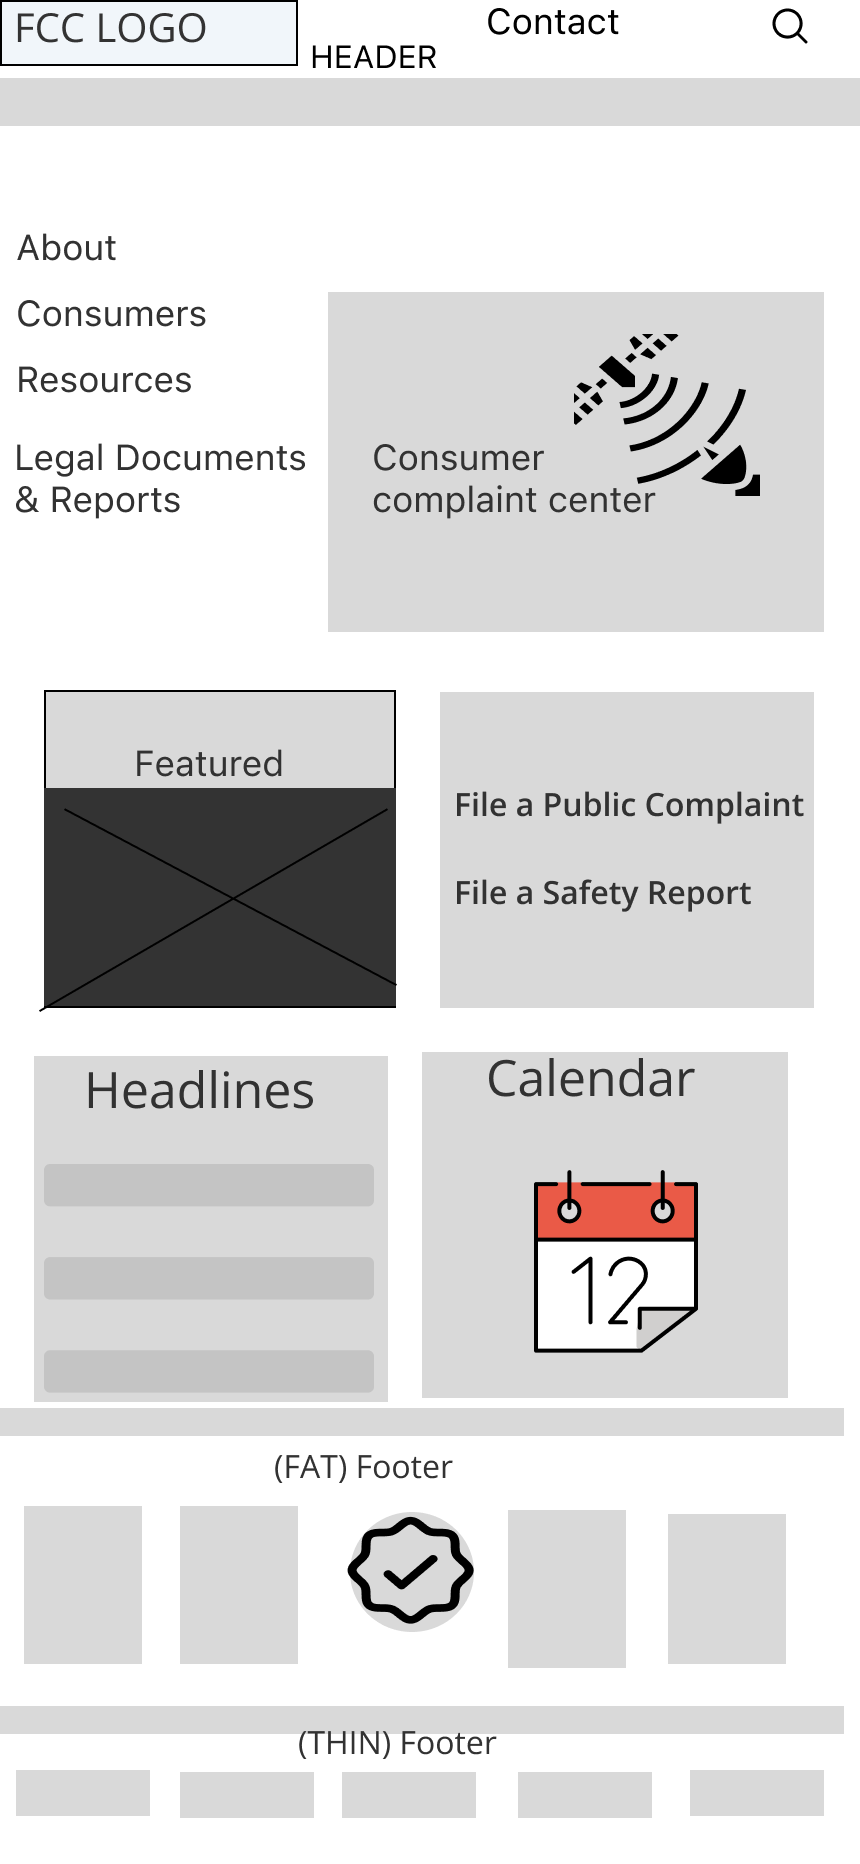 FCC LOGO
HEADER
Contact
About
Consumers
Resources
Legal Documents
& Reports
Consumer
complaint center
Featured
File a Public Complaint
File a Safety Report
Headlines
Calendar
12
(FAT) Footer
(THIN) Footer